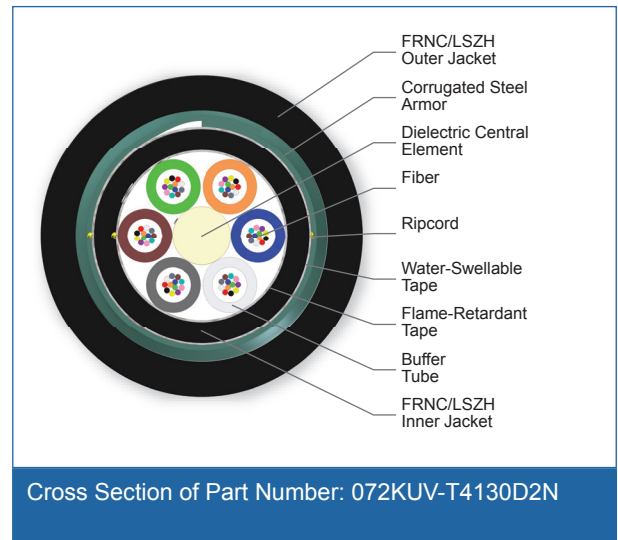 FRNC/LSZH
Outer Jacket
Corrugated Steel
Armor
Dielectric Central
Element
Fiber
Ripcord
Water-Swellable
Tape
Flame-Retardant
Tape
Buffer
Tube
FRNC/LSZH
Inner Jacket
Cross Section of Part Number: 072KUV-T4130D2N